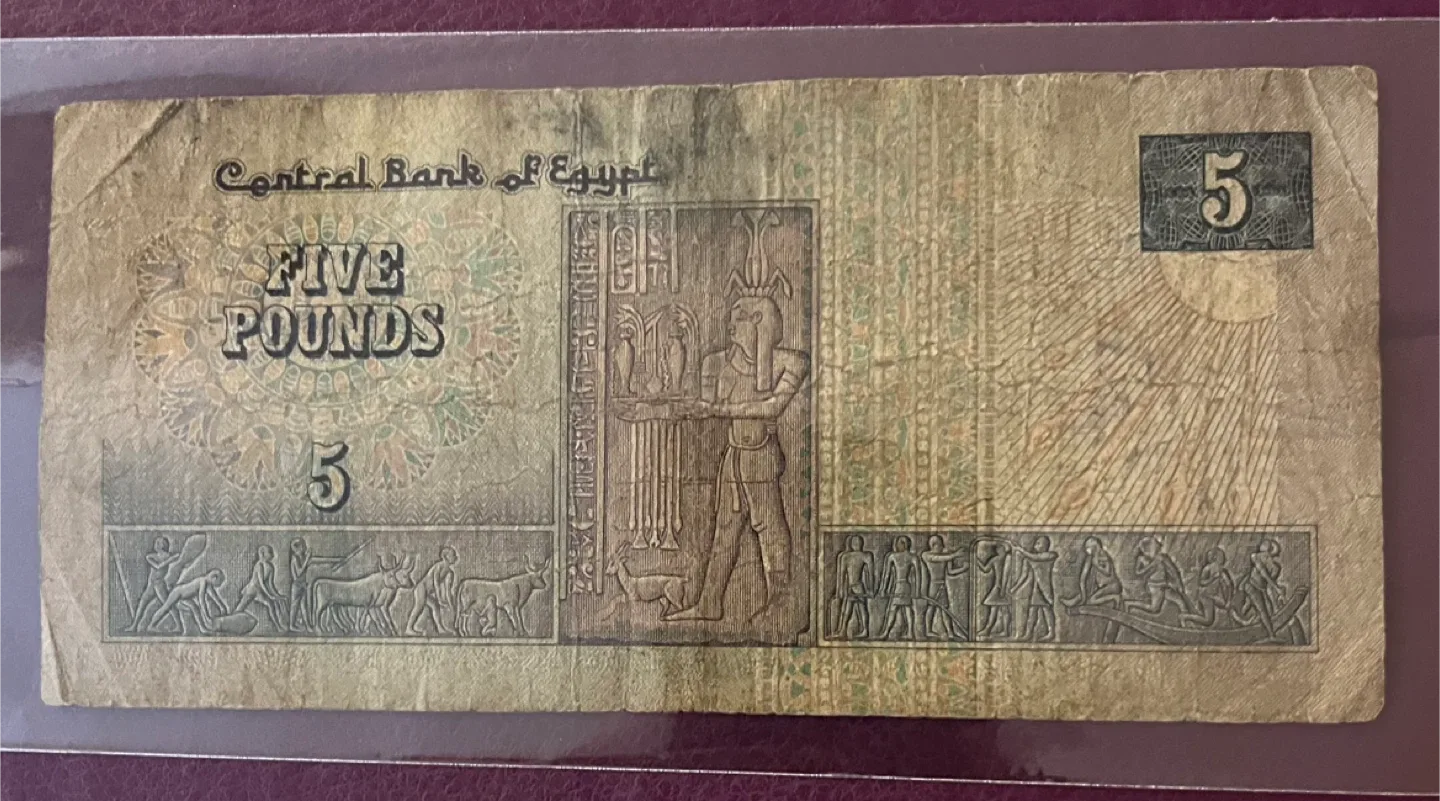 Central Bank of Egypt
5
FIVE
POUNDS
5